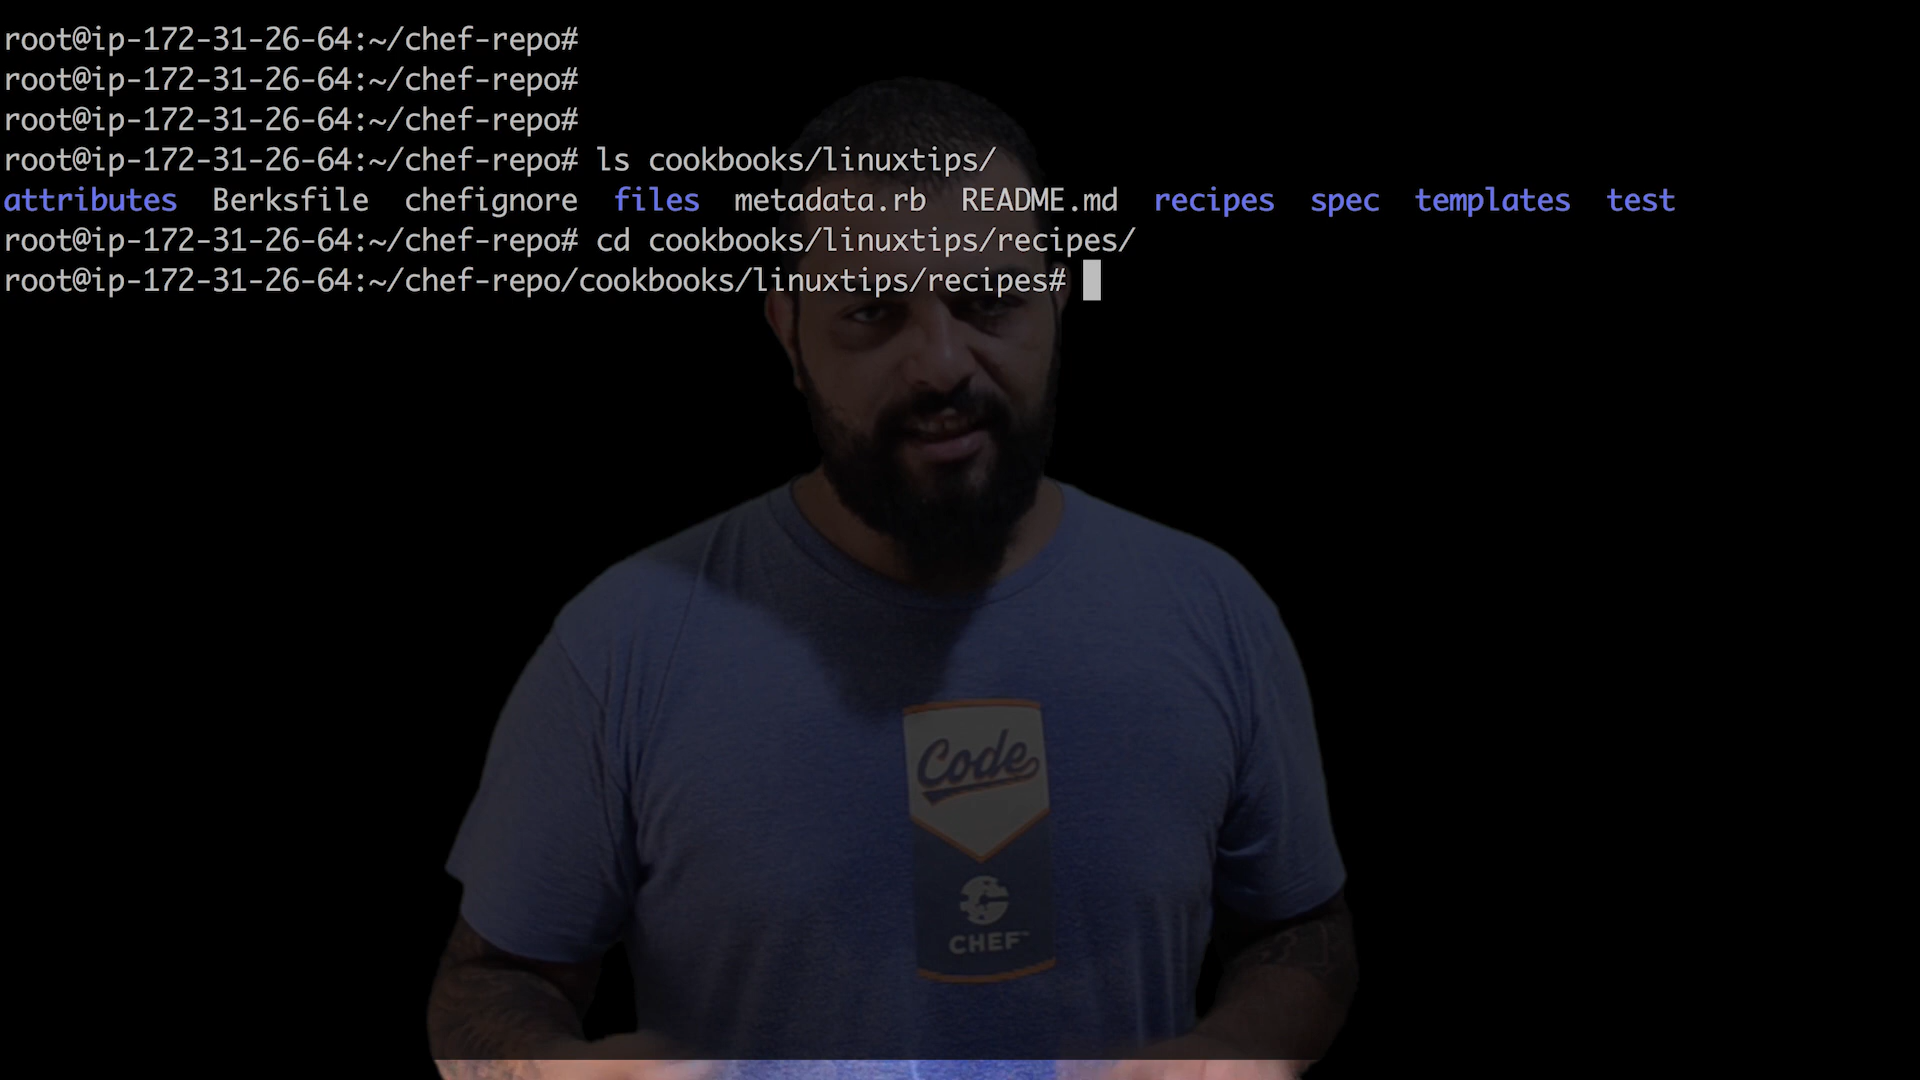 root@ip-172-31-26-64:~/chef-repo#
root@ip-172-31-26-64:~/chef-repo#
root@ip-172-31-26-64:~/chef-repo#
root@ip-172-31-26-64:~/chef-repo# ls cookbooks/linuxtips/
attributes Berksfile chefignore files metadata.rb README.md recipes spec templates test
root@ip-172-31-26-64:~/chef-repo# cd cookbooks/linuxtips/recipes/
root@ip-172-31-26-64:~/chef-repo/cookbooks/linuxtips/recipes#
Code
CHEF™